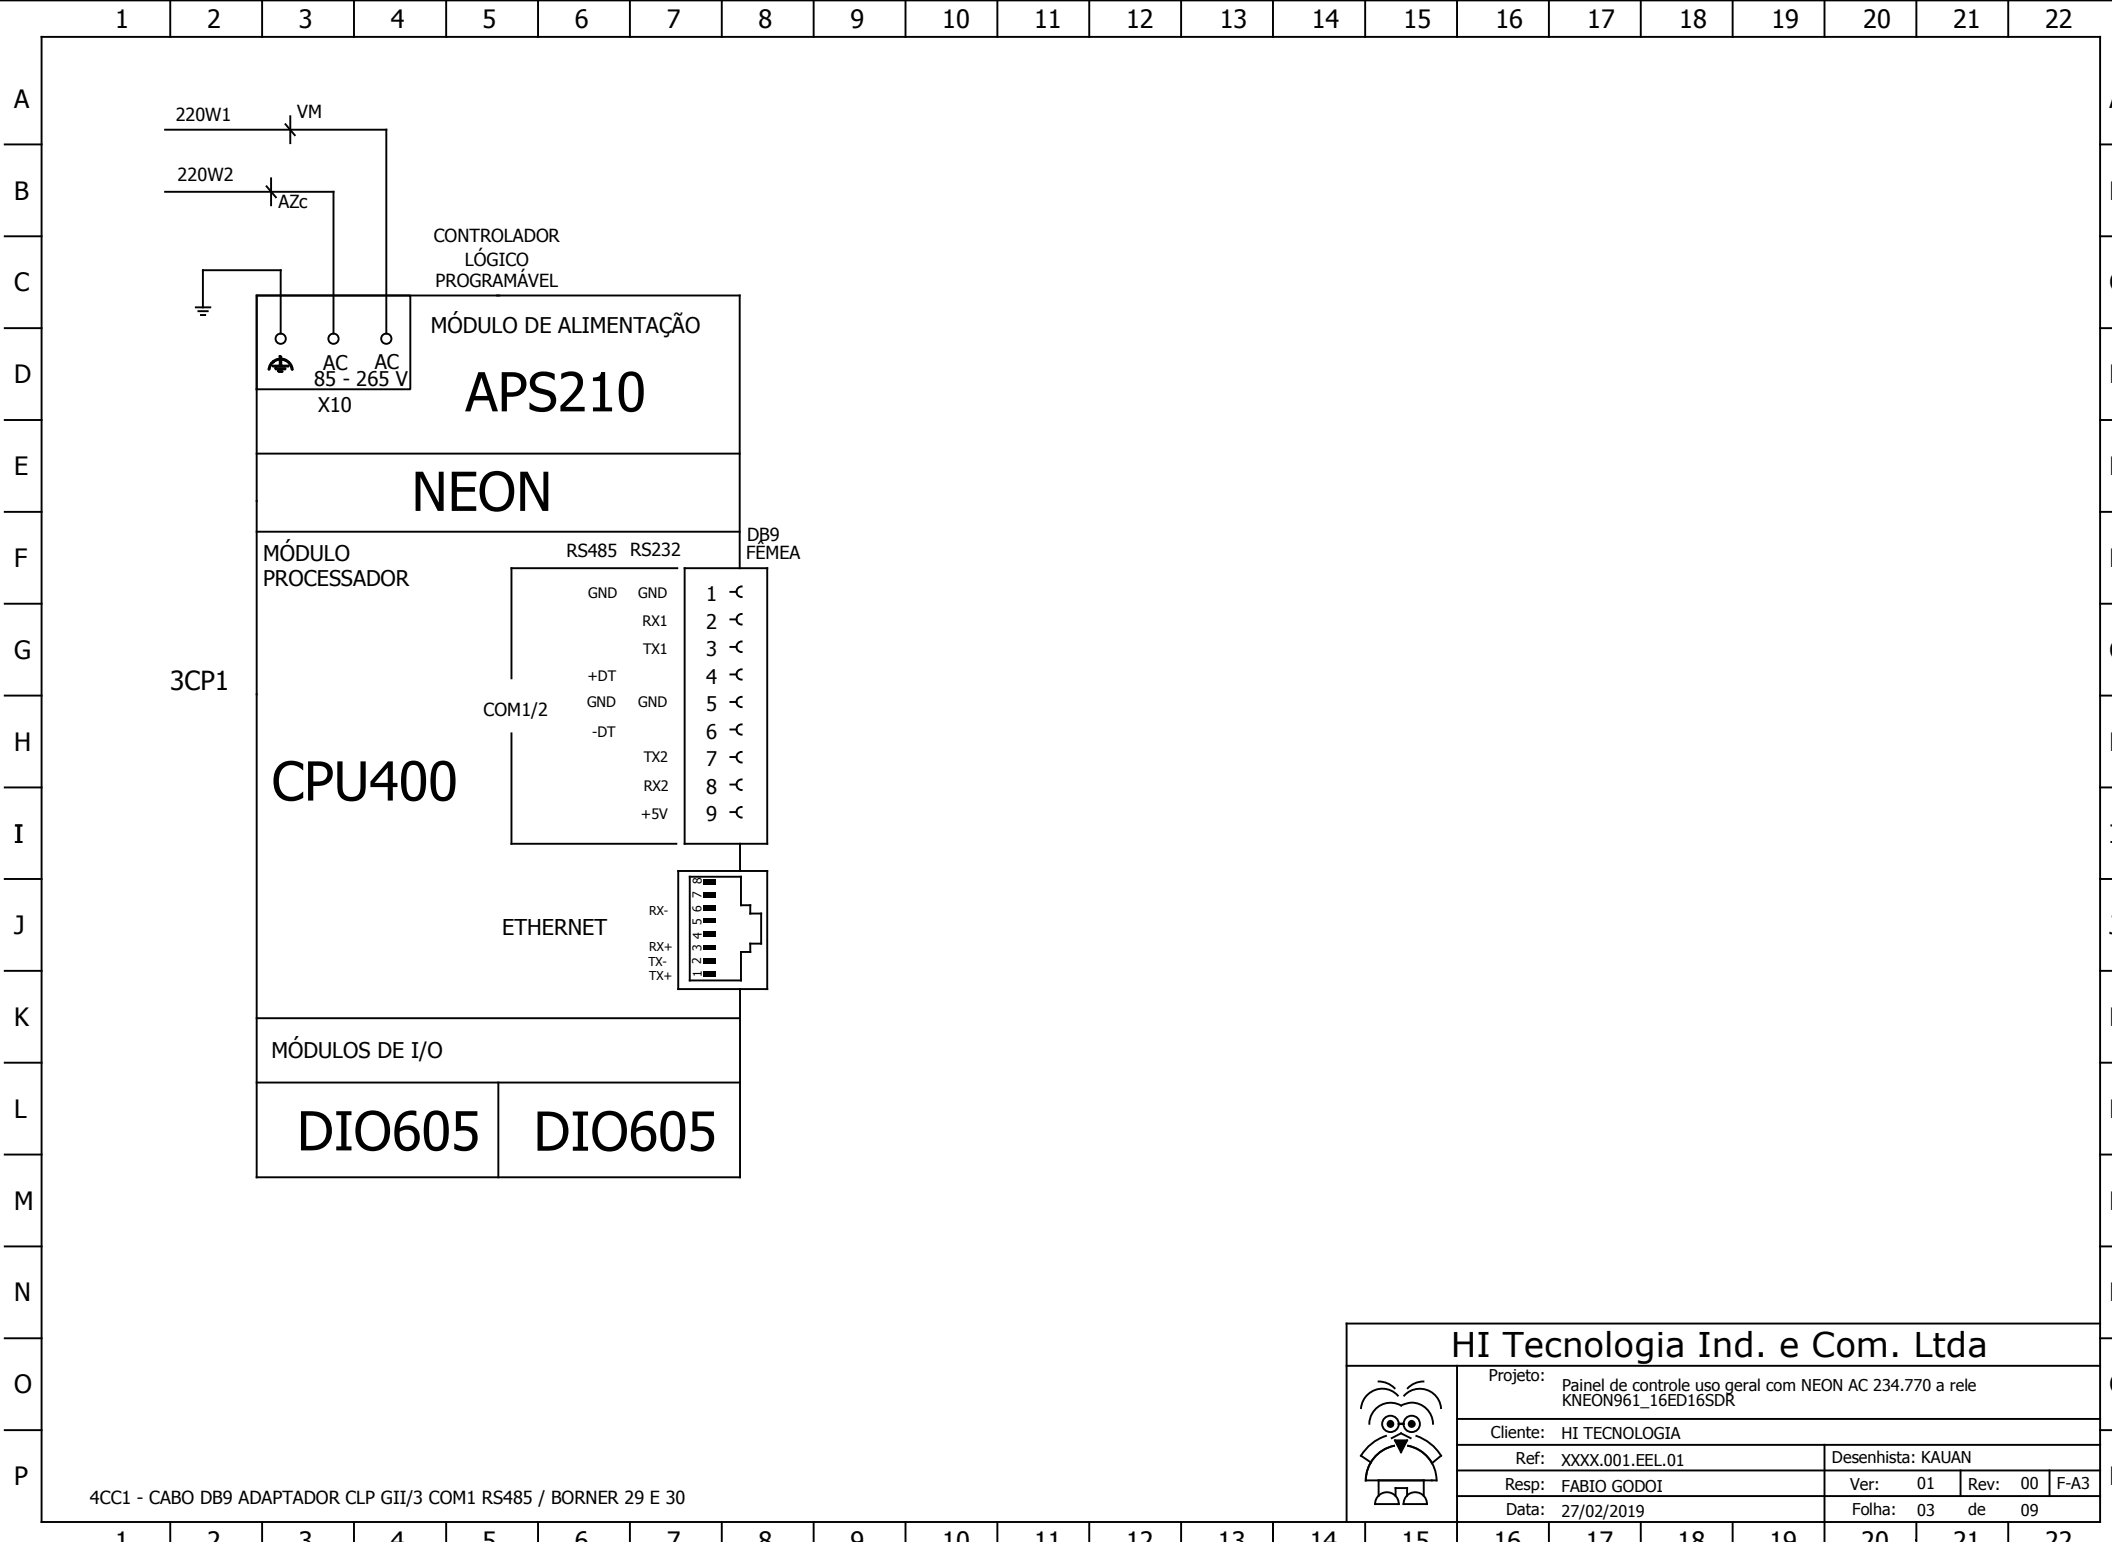 1 2 3 4 5 6 7 8 9 10 11 12 13 14 15 16 17 18 19 20 21 22
A
B
C
D
E
F
G
H
I
J
K
L
M
N
O
P
220W1
VM
220W2
AZc
CONTROLADOR
LÓGICO
PROGRAMÁVEL
MÓDULO DE ALIMENTAÇÃO
AC AC
85 - 265 V
X10
APS210
NEON
MÓDULO
PROCESSADOR
RS485 RS232
DB9
FÊMEA
GND GND 1
RX1 2
TX1 3
+DT 4
GND GND 5
-DT 6
TX2 7
RX2 8
+5V 9
COM1/2
3CP1
CPU400
ETHERNET
RX-
RX+
TX-
TX+
1 2 3 4 5 6 7 8
MÓDULOS DE I/O
DIO605 DIO605
4CC1 - CABO DB9 ADAPTADOR CLP GII/3 COM1 RS485 / BORNER 29 E 30
HI Tecnologia Ind. e Com. Ltda
Projeto: Painel de controle uso geral com NEON AC 234.770 a rele
KNEON961_16ED16SDR
Cliente: HI TECNOLOGIA
Ref: XXXX.001.EEL.01 Desenhista: KAUAN
Resp: FABIO GODOI Ver: 01 Rev: 00 F-A3
Data: 27/02/2019 Folha: 03 de 09
1 2 3 4 5 6 7 8 9 10 11 12 13 14 15 16 17 18 19 20 21 22